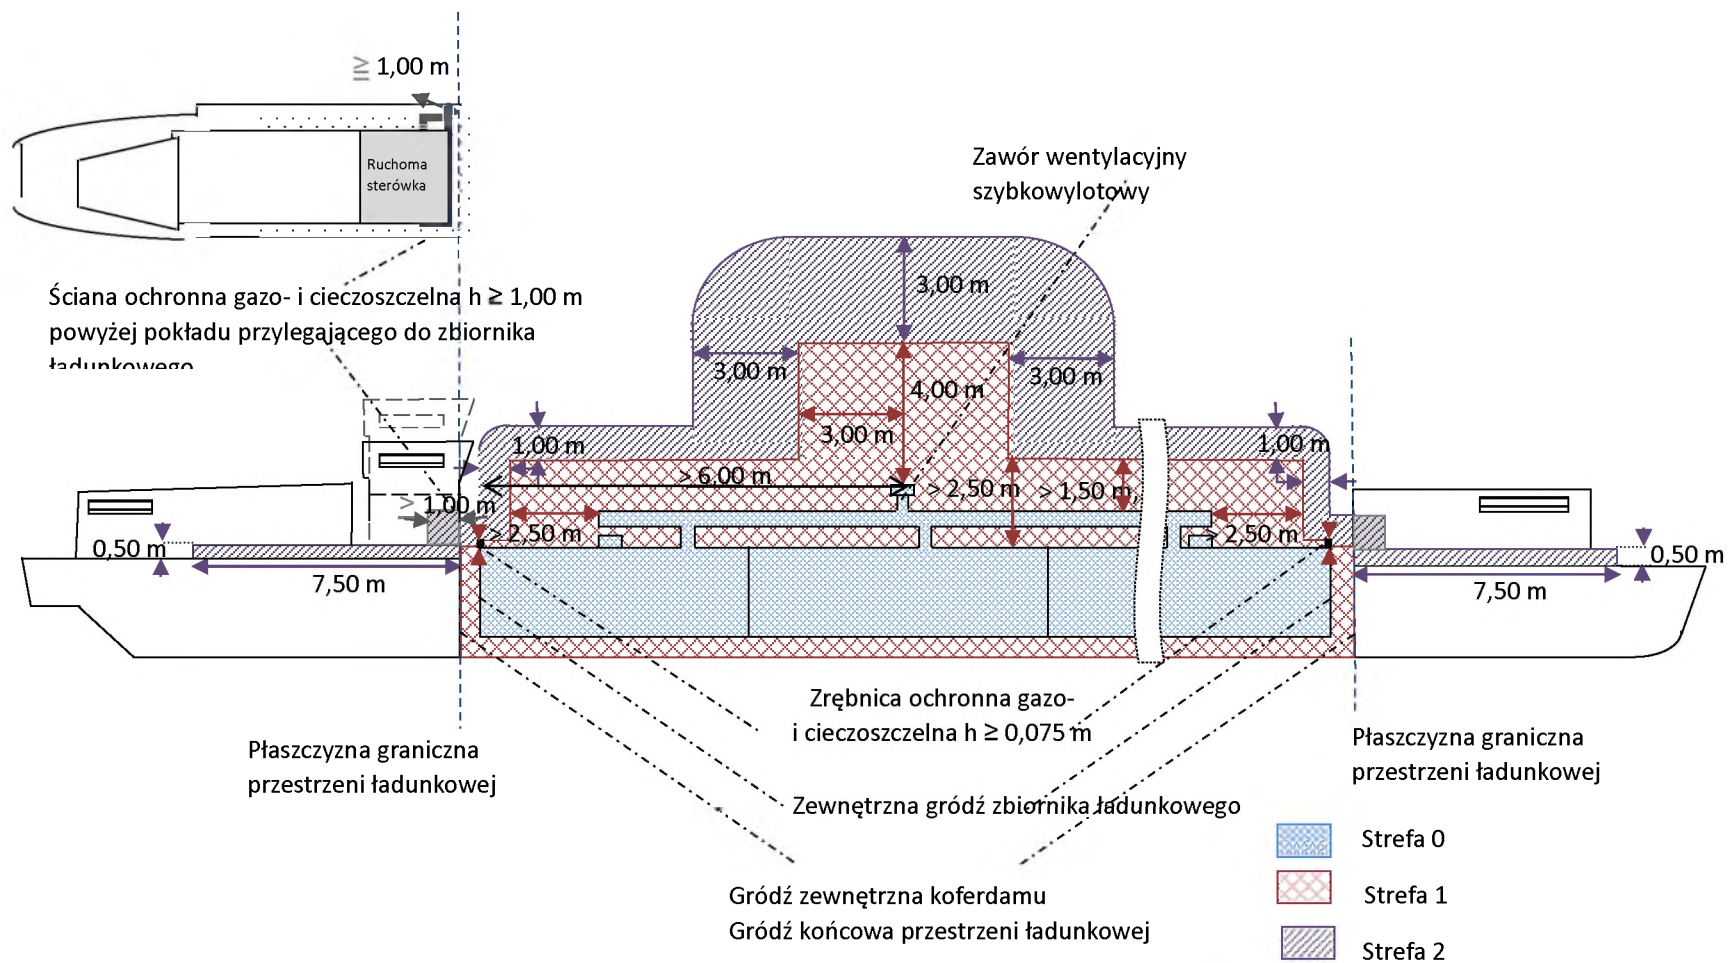 ≧ 1,00 m
Ruchoma
sterówka
Zawór wentylacyjny
szybkowylotowy
Ściana ochronna gazo- i cieczoszczelna h ≥ 1,00 m
powyżej pokładu przylegającego do zbiornika
ładunkowego
3,00 m
3,00 m
3,00 m
4,00 m
3,00 m
1,00 m
1,00 m
> 6,00 m
> 2,50 m
> 1,50 m,
> 1,00 m
> 2,50 m
> 2,50 m
0,50 m
0,50 m
7,50 m
7,50 m
Zrębnica ochronna gazo-
i cieczoszczelna h ≥ 0,075 m
Płaszczyzna graniczna
przestrzeni ładunkowej
Płaszczyzna graniczna
przestrzeni ładunkowej
Zewnętrzna gródź zbiornika ładunkowego
Gródź zewnętrzna koferdamu
Gródź końcowa przestrzeni ładunkowej
Strefa 0
Strefa 1
Strefa 2